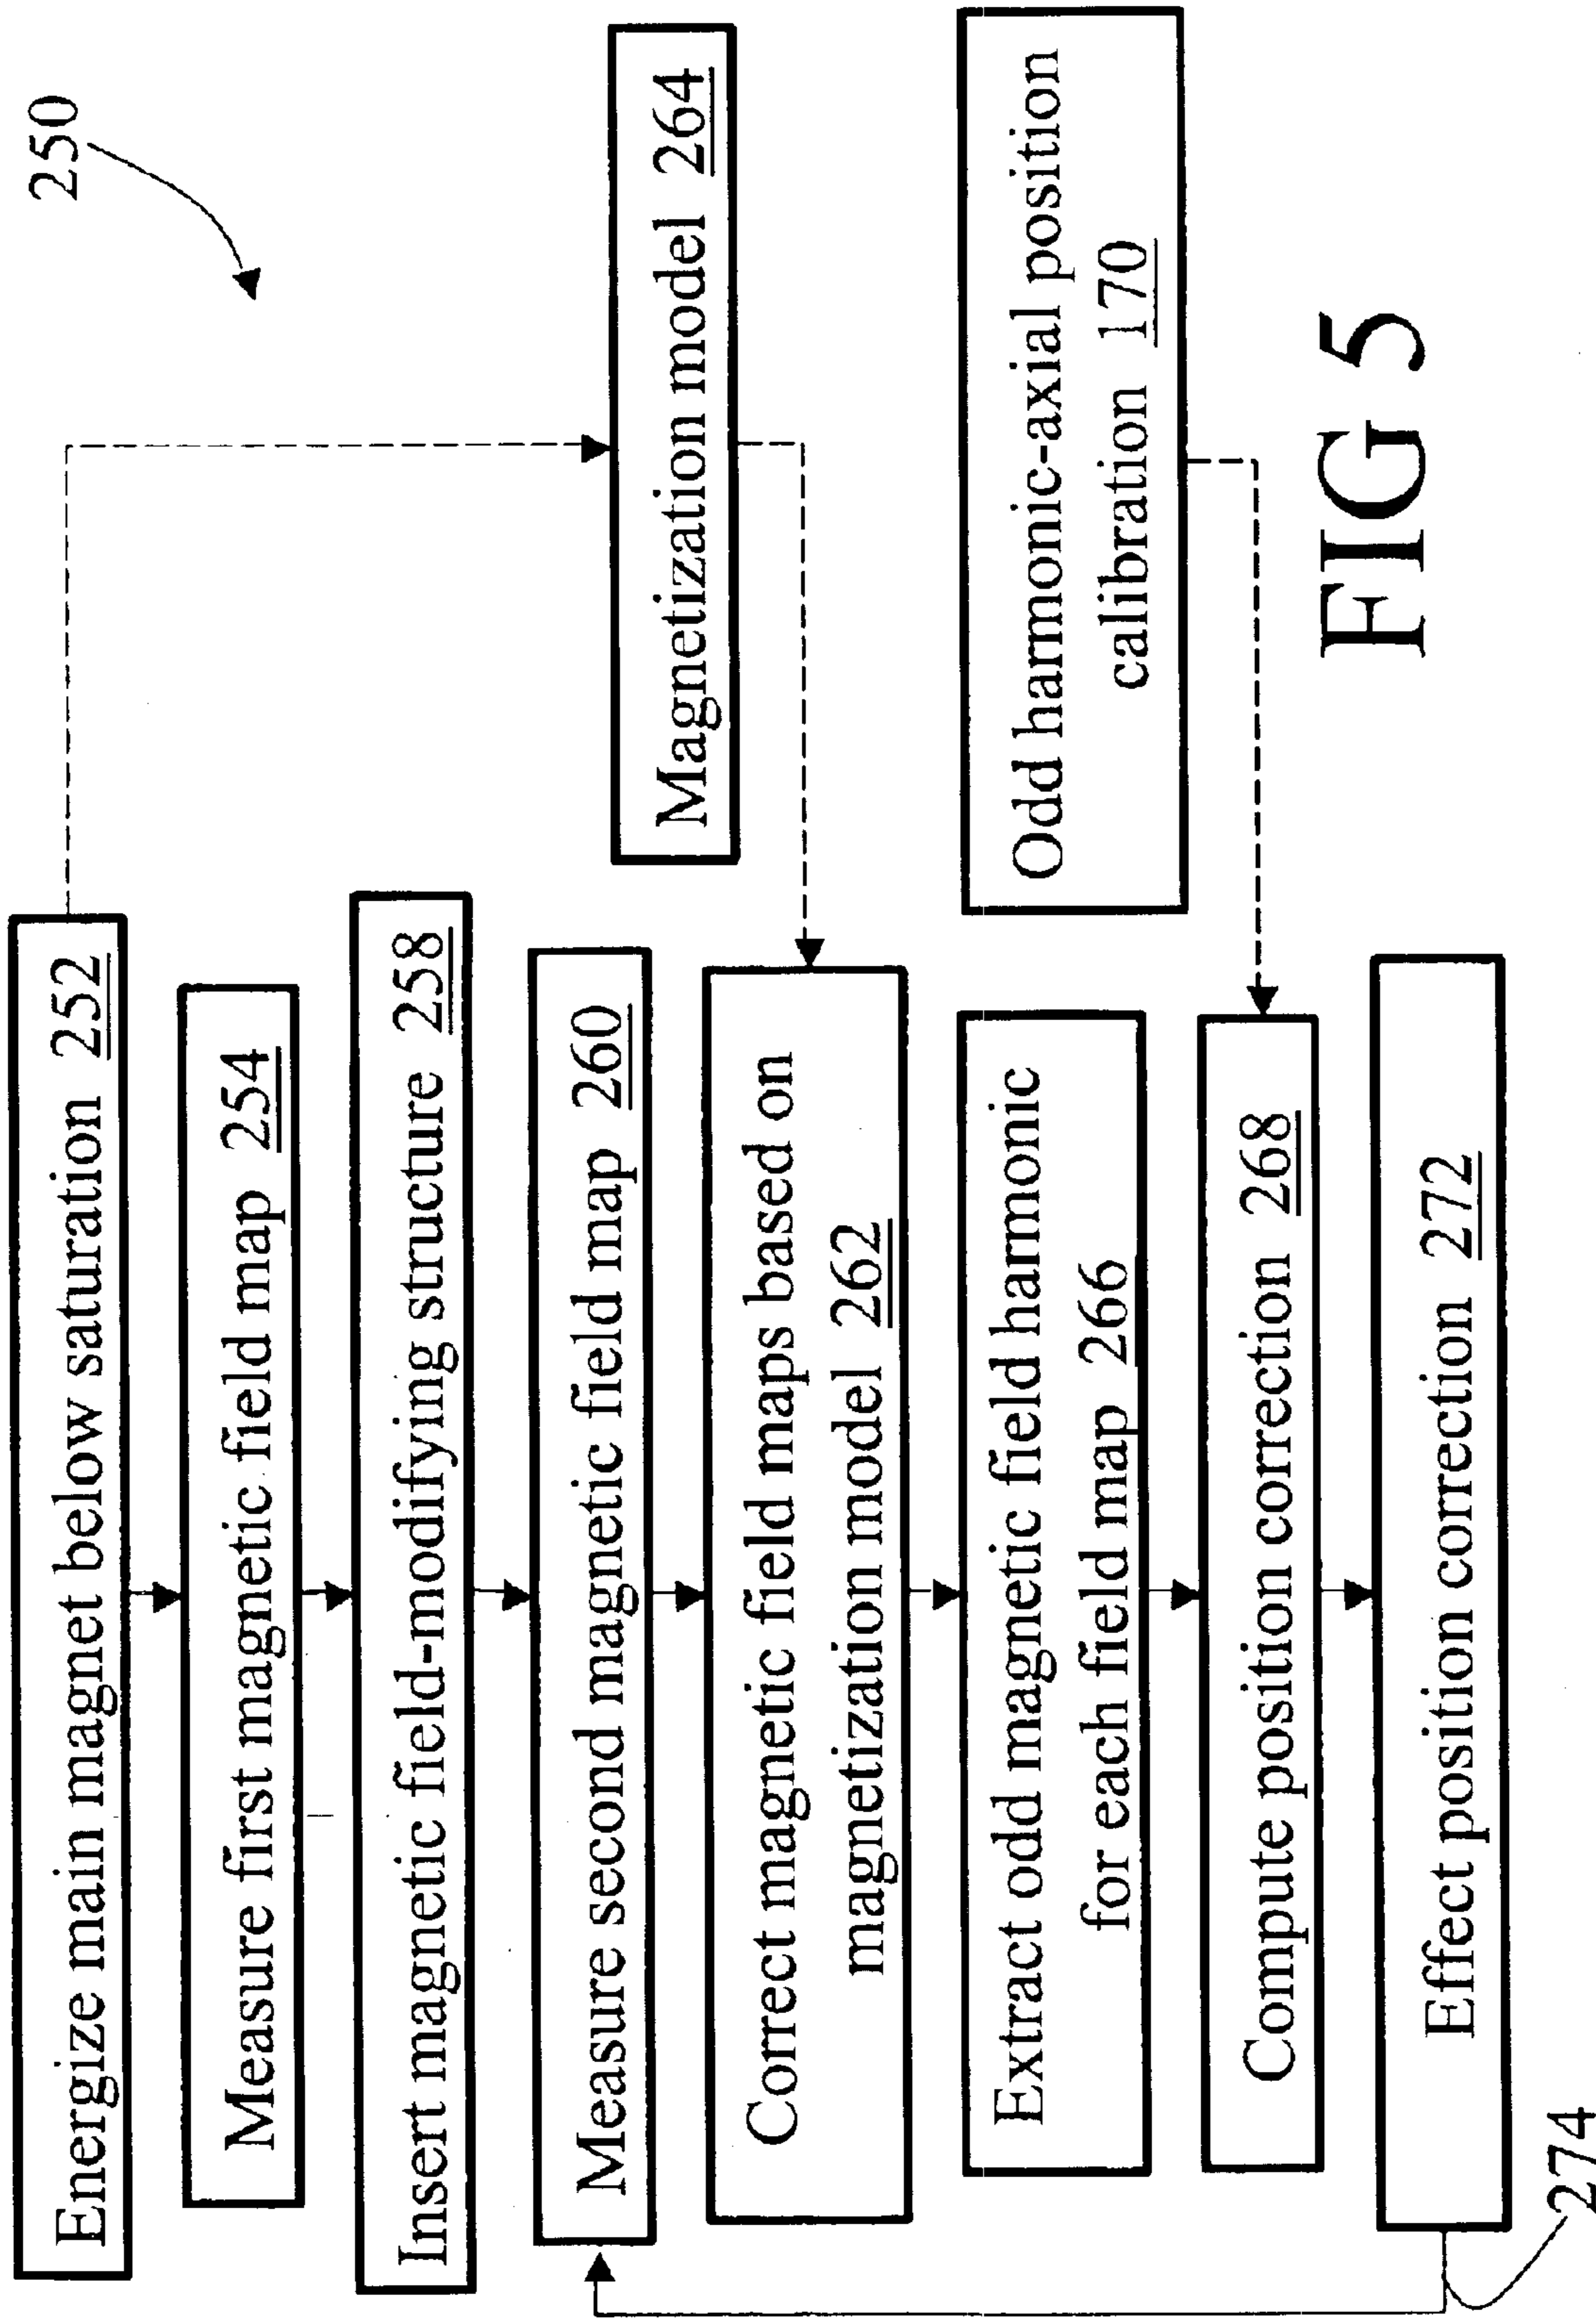 250
Energize main magnet below saturation 252
Measure first magnetic field map 254
Insert magnetic field-modifying structure 258
Measure second magnetic field map 260
Magnetization model 264
Correct magnetic field maps based on
magnetization model 262
Extract odd magnetic field harmonic
for each field map 266
Odd harmonic-axial position
calibration 170
Compute position correction 268
Effect position correction 272
274
FIG 5